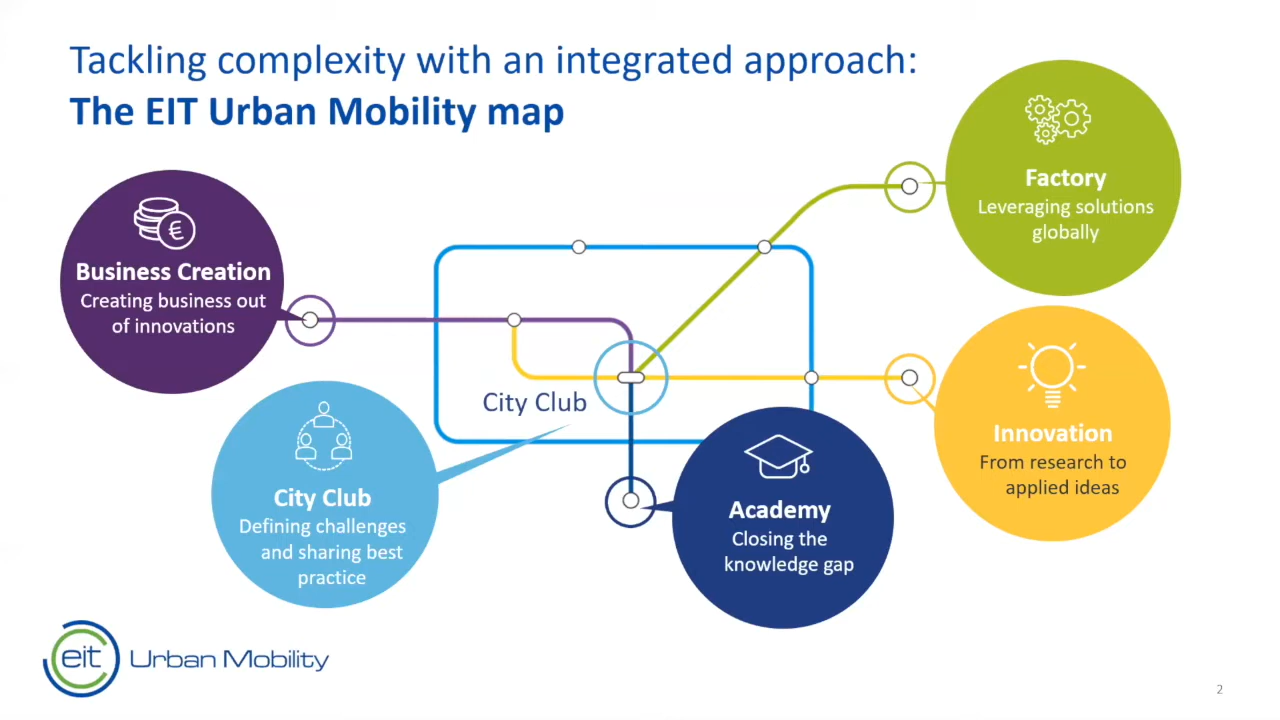 Tackling complexity with an integrated approach:
The EIT Urban Mobility map
Factory
Leveraging solutions
globally
€
Business Creation
Creating business out
of innovations
City Club
Innovation
From research to
applied ideas
City Club
Defining challenges
and sharing best
practice
Academy
Closing the
knowledge gap
eit Urban Mobility
2